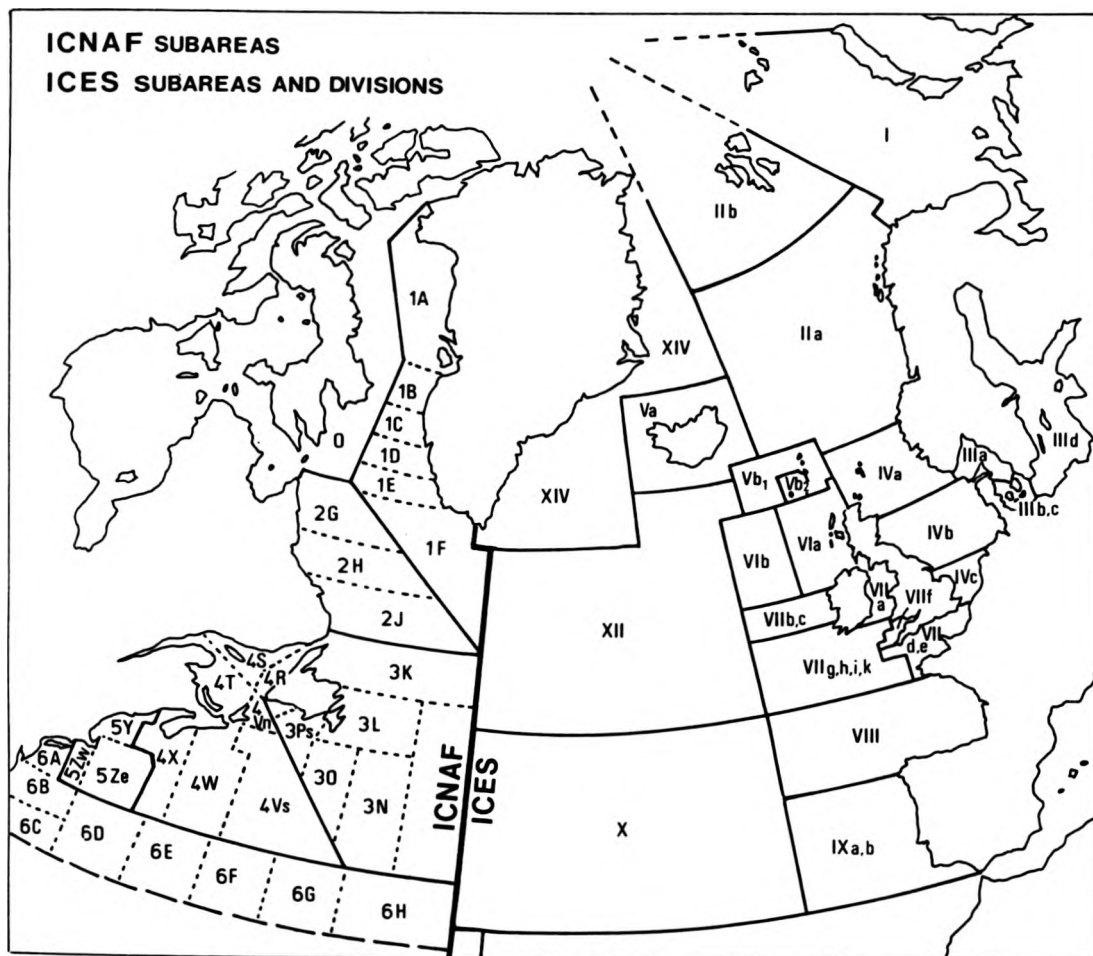 ICNAF SUBAREAS
ICES SUBAREAS AND DIVISIONS
I
IIb
1A
IIa
XIV
1B
Va
1C
0
1D
IIId
IIIa
1E
Vb1
Vb
IVa
XIV
IIIb,c
2G
1F
IVb
VIa
VIb
2H
IVc
VII
a
VIIf
VIIb,c
2J
XII
VII
d,e
4S
4R
4T
3K
VIIg,h,i,k
4
Vn
3Ps
3L
5Y
VIII
6A
5Zw
5Ze
4X
4W
3O
ICNAF
ICES
6B
4Vs
3N
X
6C
6D
IXa,b
6E
6F
6G
6H